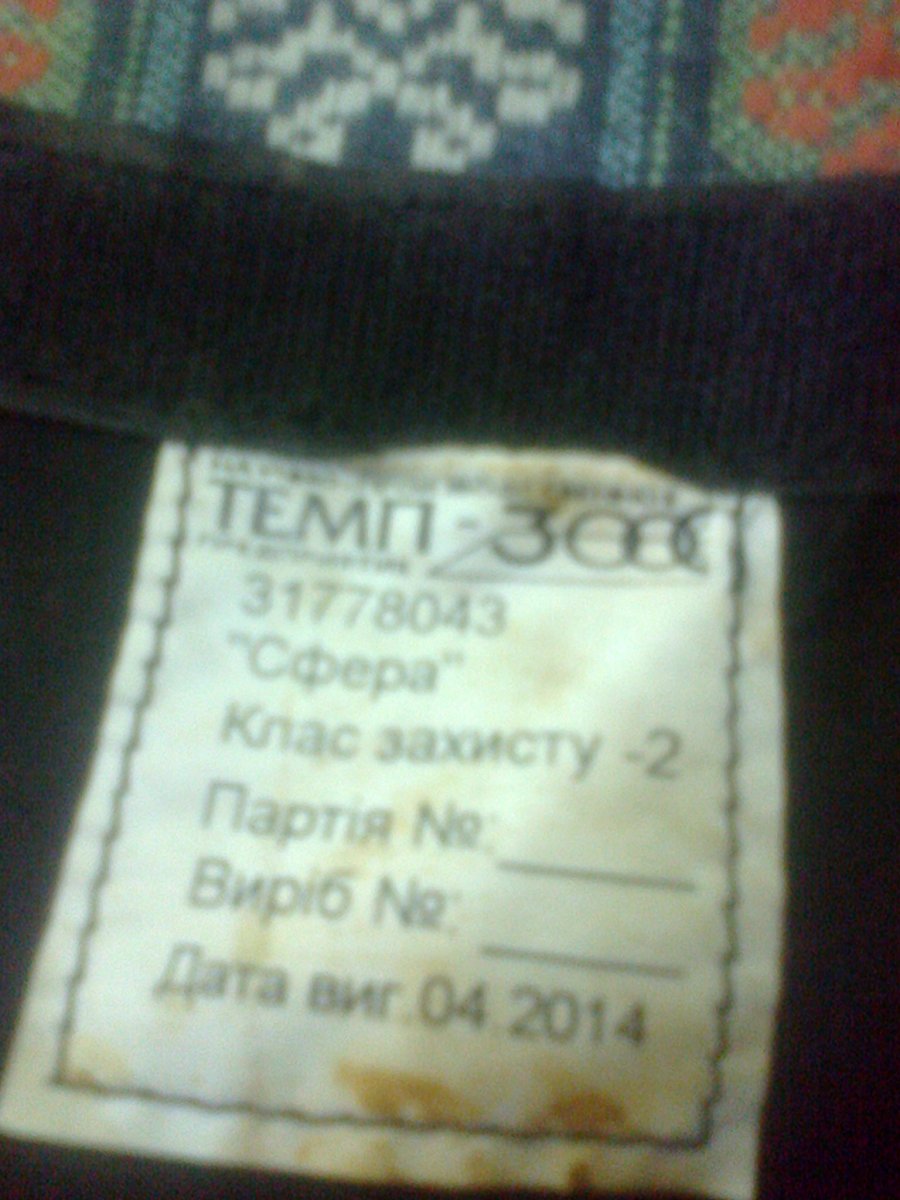 ТЕМП - 3000
31778043
"Сфера"
Клас захисту -2
Партія №:
Виріб №:
Дата виг.04.2014